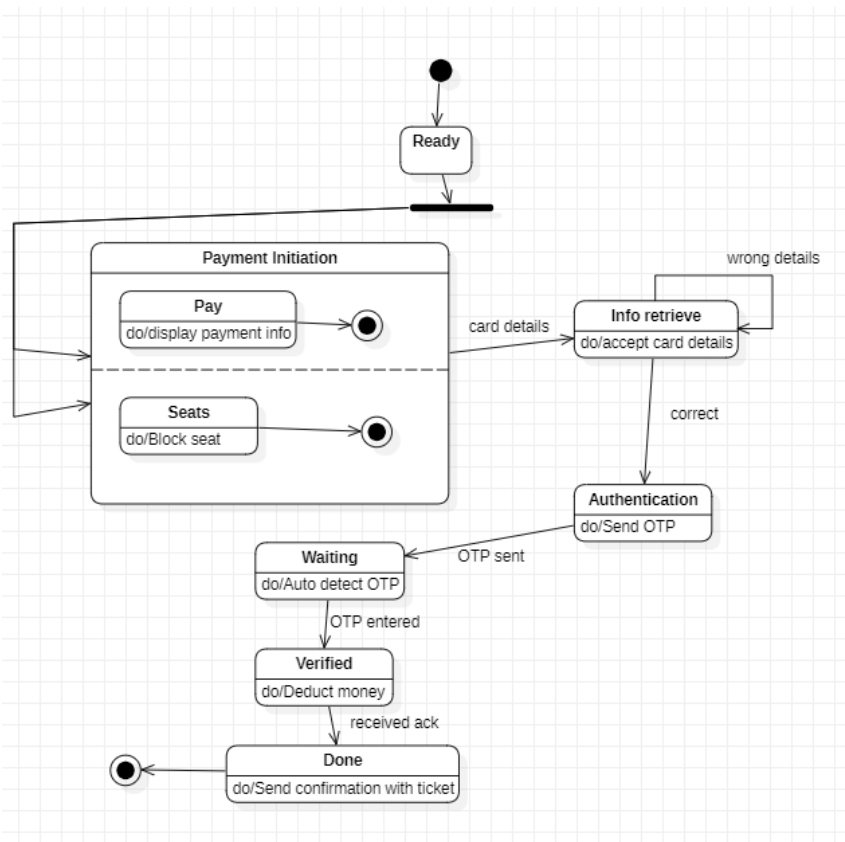 Ready
Payment Initiation
wrong details
Pay
do/display payment info
card details
Info retrieve
do/accept card details
Seats
do/Block seat
correct
Authentication
do/Send OTP
OTP sent
Waiting
do/Auto detect OTP
OTP entered
Verified
do/Deduct money
received ack
Done
do/Send confirmation with ticket